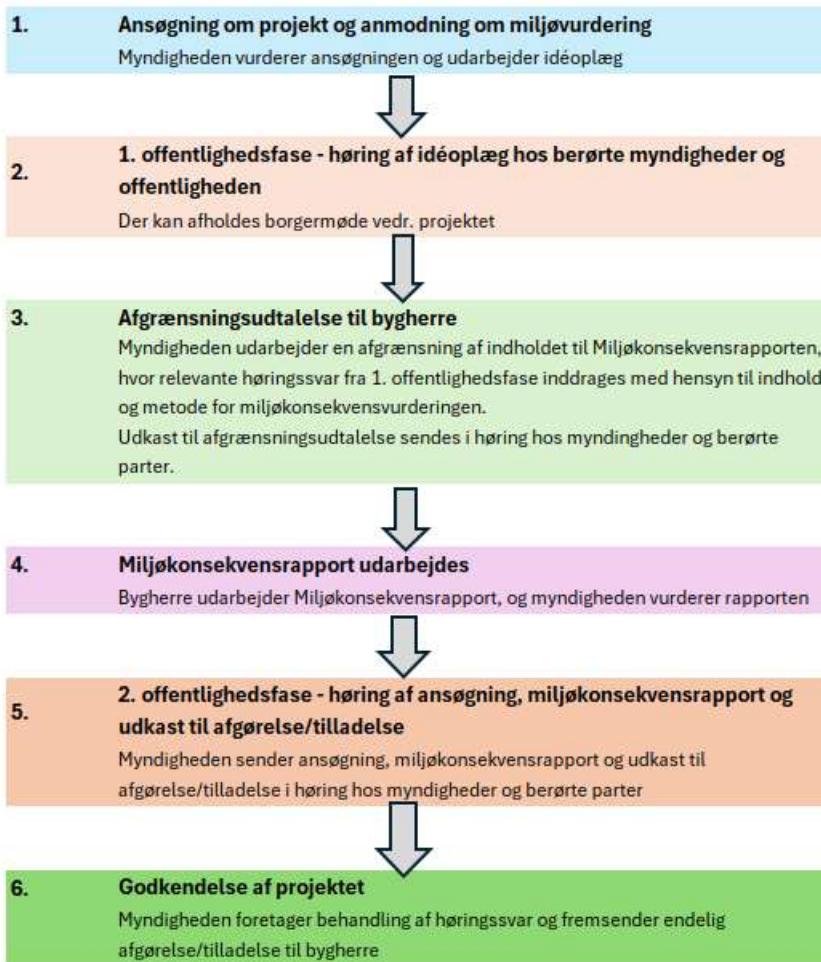 1. Ansøgning om projekt og anmodning om miljøvurdering
Myndigheden vurderer ansøgningen og udarbejder idéoplæg
2. 1. offentlighedsfase - høring af idéoplæg hos berørte myndigheder og
offentligheden
Der kan afholdes borgermøde vedr. projektet
3. Afgrænsningsudtalelse til bygherre
Myndigheden udarbejder en afgrænsning af indholdet til Miljøkonsekvensrapporten,
hvor relevante høringssvar fra 1. offentlighedsfase inddrages med hensyn til indhold
og metode for miljøkonsekvensvurderingen.
Udkast til afgrænsningsudtalelse sendes i høring hos myndingheder og berørte
parter.
4. Miljøkonsekvensrapport udarbejdes
Bygherre udarbejder Miljøkonsekvensrapport, og myndigheden vurderer rapporten
5. 2. offentlighedsfase - høring af ansøgning, miljøkonsekvensrapport og
udkast til afgørelse/tilladelse
Myndigheden sender ansøgning, miljøkonsekvensrapport og udkast til
afgørelse/tilladelse i høring hos myndigheder og berørte parter
6. Godkendelse af projektet
Myndigheden foretager behandling af høringssvar og fremsender endelig
afgørelse/tilladelse til bygherre